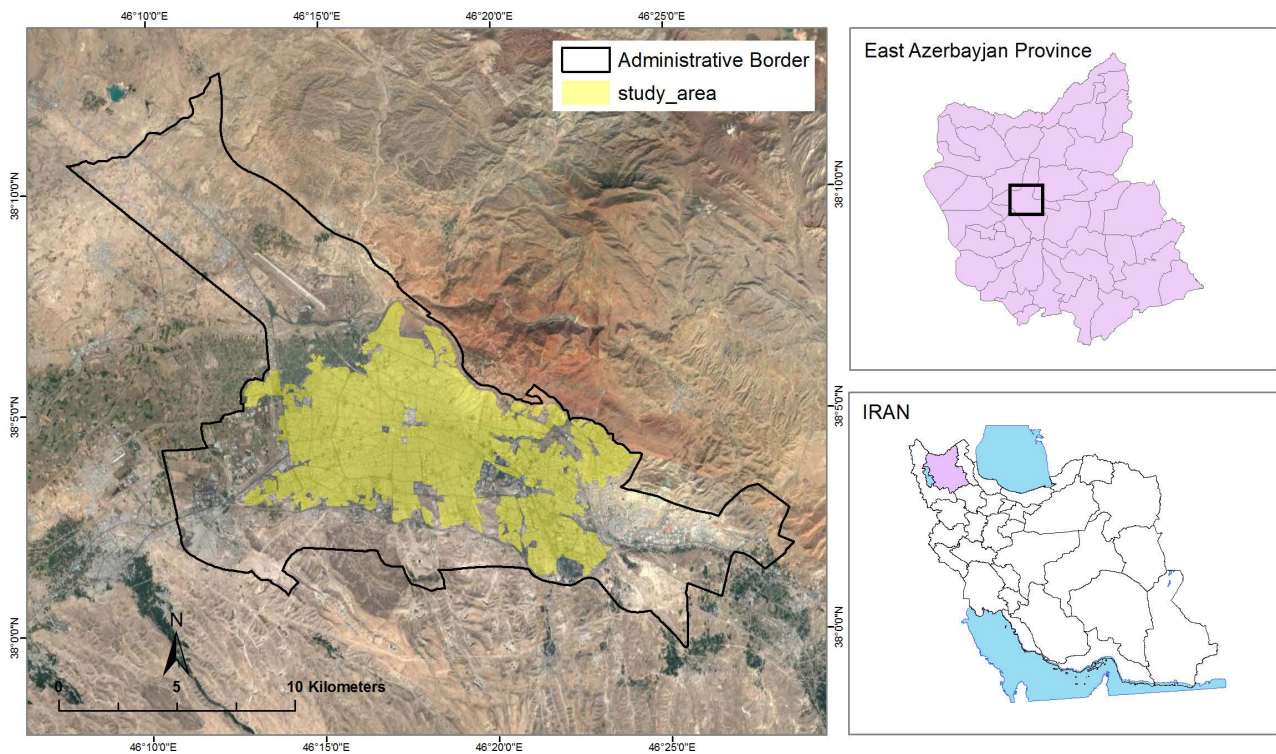 46°10'0"E
46°15'0"E
46°20'0"E
46°25'0"E
Administrative Border
study_area
38°10'0"N
38°5'0"N
38°0'0"N
38°10'0"N
38°5'0"N
38°0'0"N
N
0
5
10 Kilometers
46°10'0"E
46°15'0"E
46°20'0"E
46°25'0"E
East Azerbayjan Province
IRAN